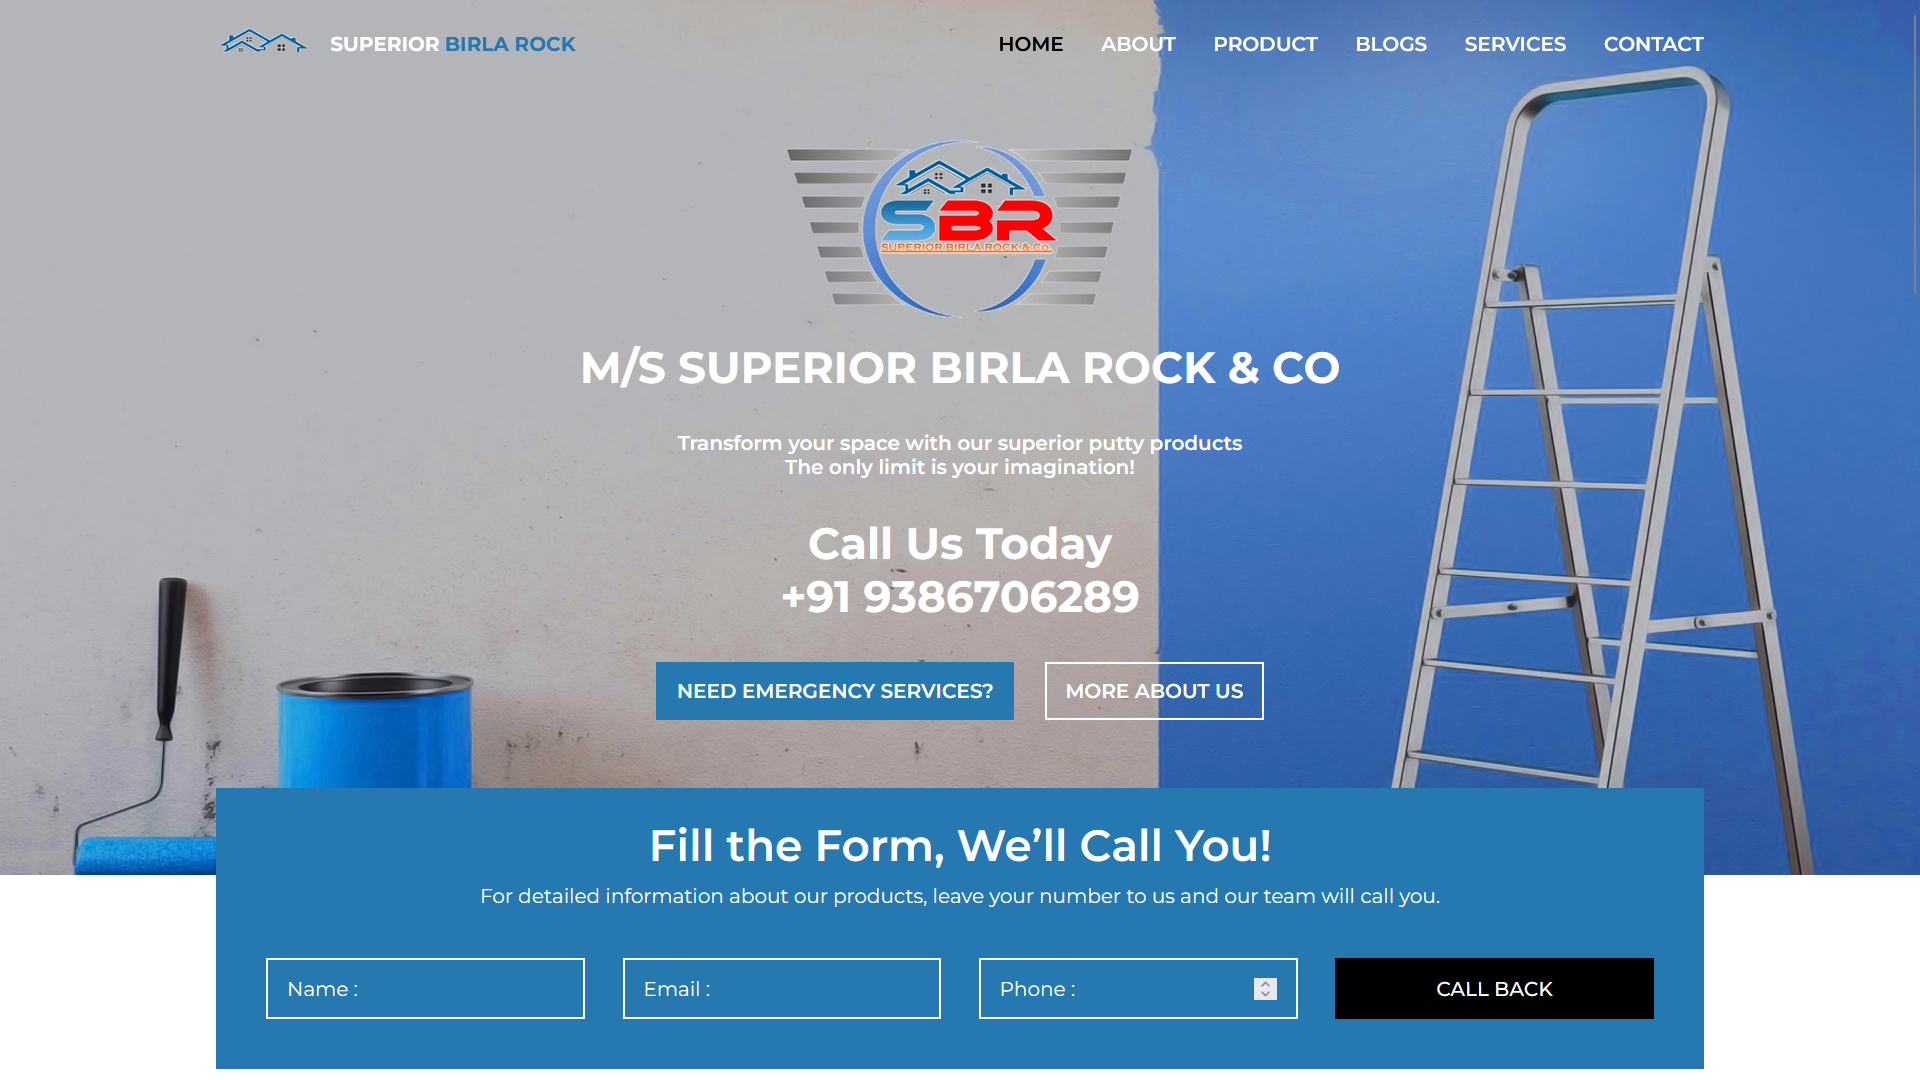 SUPERIOR BIRLA ROCK
HOME ABOUT PRODUCT BLOGS SERVICES CONTACT
SBR
SUPERIOR BIRLA ROCK & Co.
M/S SUPERIOR BIRLA ROCK & CO
Transform your space with our superior putty products
The only limit is your imagination!
Call Us Today
+91 9386706289
NEED EMERGENCY SERVICES? MORE ABOUT US
Fill the Form, We’ll Call You!
For detailed information about our products, leave your number to us and our team will call you.
Name : Email : Phone : CALL BACK